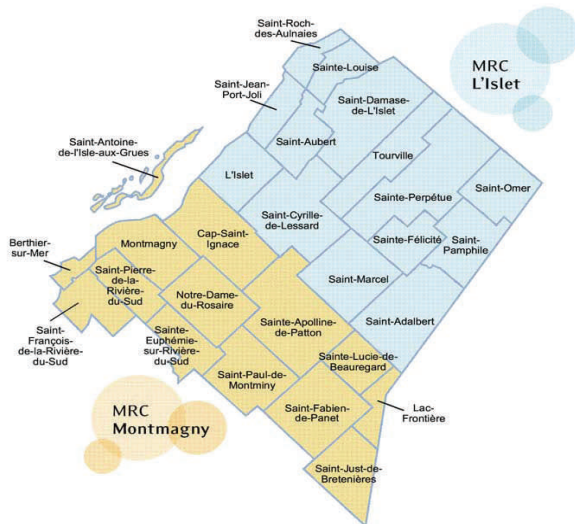 Saint-Roch-
des-Aulnaies
Sainte-Louise
MRC
L'Islet
Saint-Jean-
Port-Joli
Saint-Damase-
de-L'Islet
Saint-Aubert
Saint-Antoine-
de-l'Isle-aux-Grues
Tourville
L'Islet
Sainte-Perpétue
Saint-Omer
Saint-Cyrille-
de-Lessard
Cap-Saint-
Ignace
Montmagny
Sainte-Félicité
Saint-
Pamphile
Berthier-
sur-Mer
Saint-Pierre-
de-la-
Rivière-
du-Sud
Saint-Marcel
Notre-Dame-
du-Rosaire
Saint-Adalbert
Sainte-Apolline-
de-Patton
Saint-
François-
de-la-Rivière-
du-Sud
Sainte-
Euphémie-
sur-Rivière-
du-Sud
Sainte-Lucie-de-
Beauregard
Saint-Paul-de-
Montminy
MRC
Montmagny
Saint-Fabien-
de-Panet
Lac-
Frontière
Saint-Just-de-
Bretenières